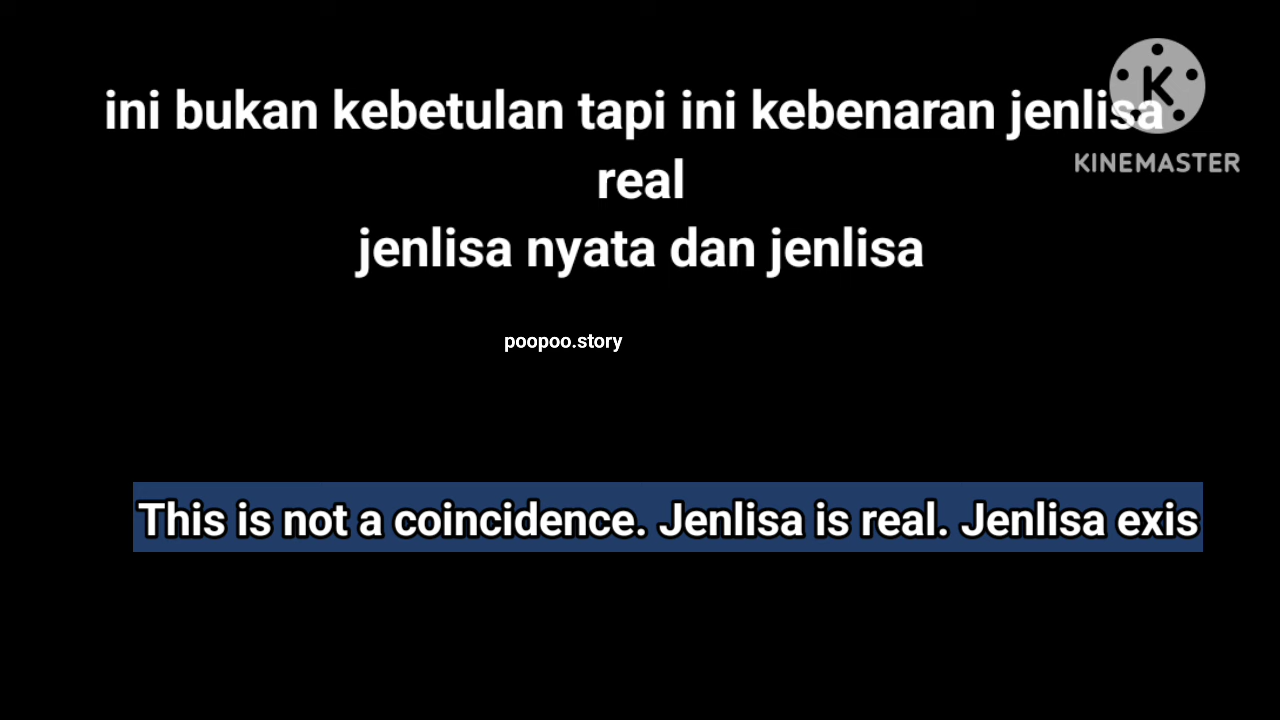 ini bukan kebetulan tapi ini kebenaran jenlisa
real
jenlisa nyata dan jenlisa
KINEMASTER
poopoo.story
This is not a coincidence. Jenlisa is real. Jenlisa exis